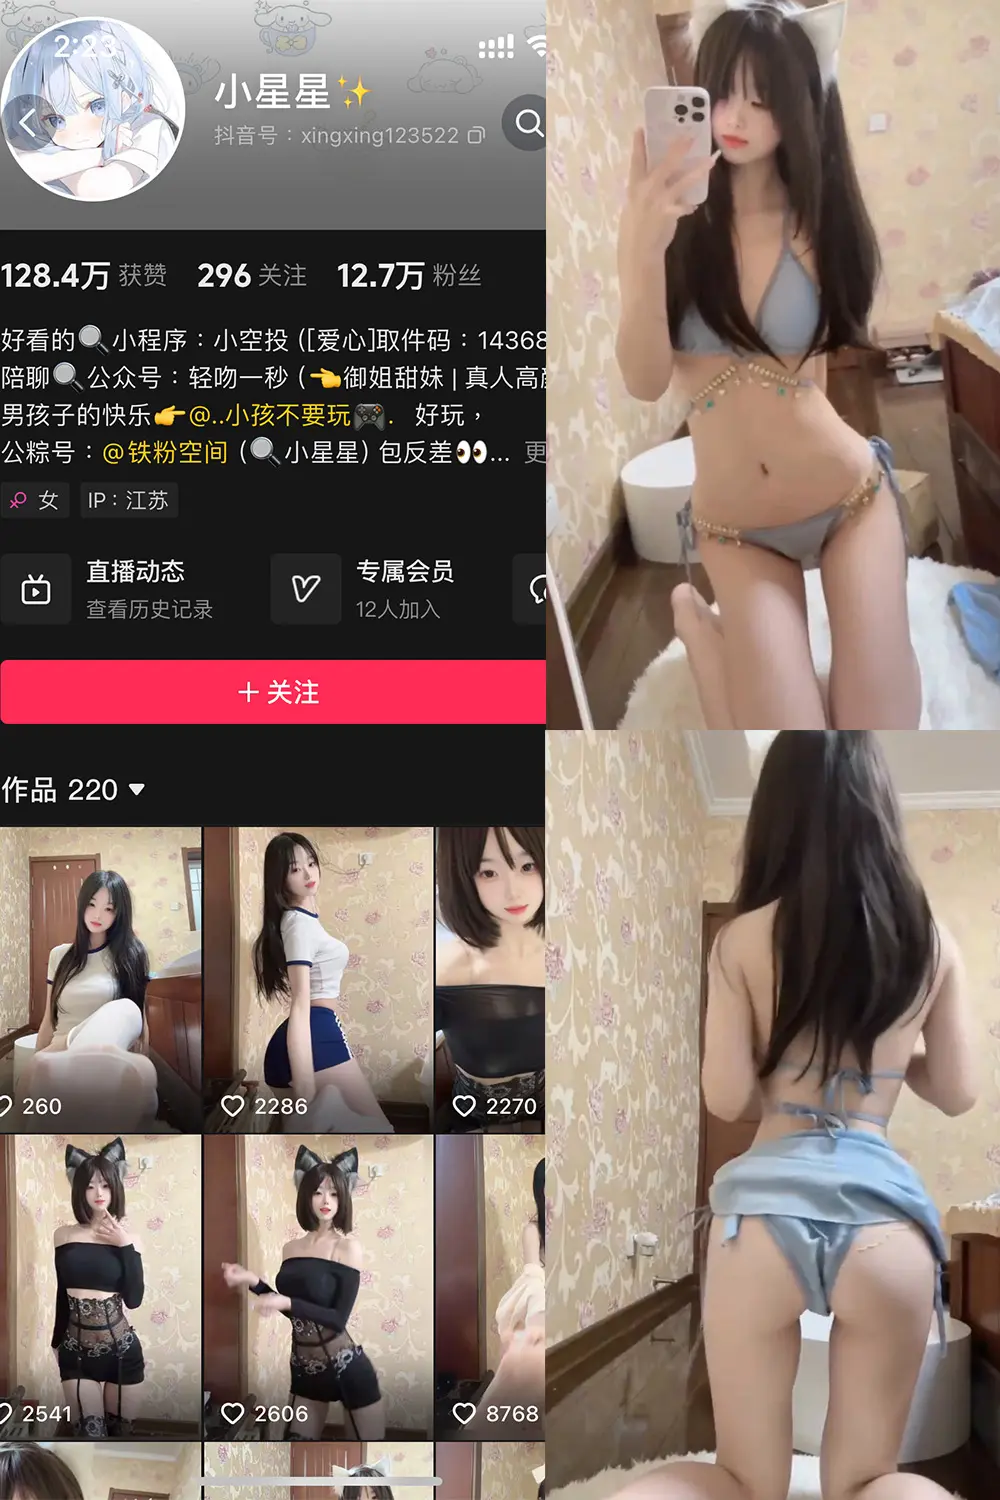 2:23
小星星✨
抖音号：xingxing123522
128.4万 获赞 296 关注 12.7万 粉丝
好看的🔍小程序：小空投 ([爱心]取件码：14368
陪聊🔍公众号：轻吻一秒 (👈御姐甜妹 | 真人高颜
男孩子的快乐👉@..小孩不要玩🎮. 好玩，
公粽号：@铁粉空间 (🔍小星星) 包反差👀... 更
女 IP：江苏
直播动态 专属会员
查看历史记录 12人加入
＋关注
作品 220
260 2286 2270
2541 2606 8768